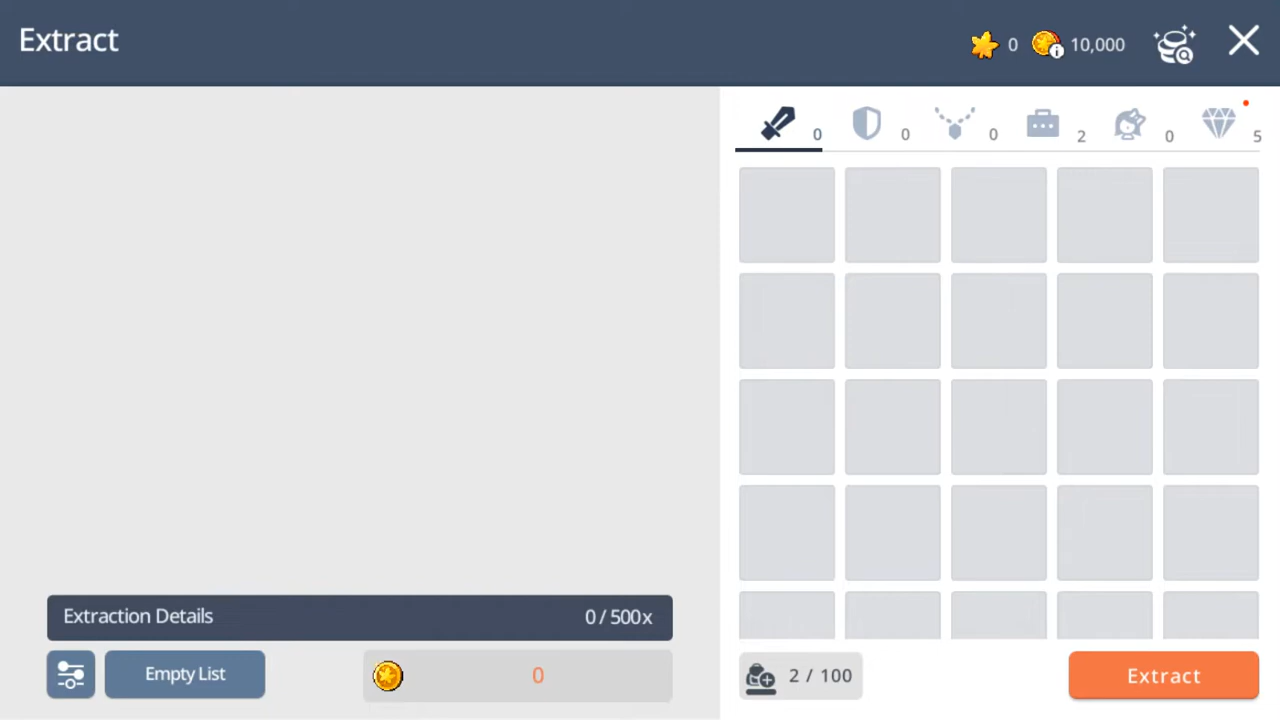 Extract
0
10,000
0
0
0
2
0
5
Extraction Details
0 / 500x
Empty List
0
2 / 100
Extract